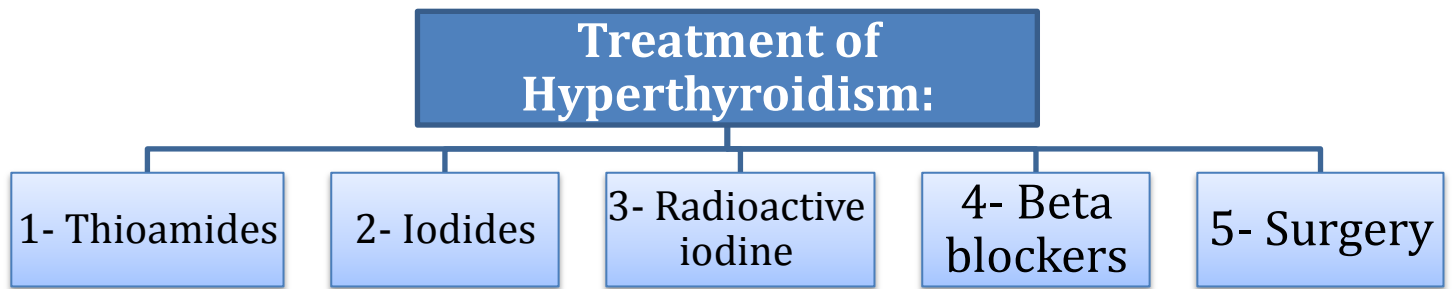 Treatment of
Hyperthyroidism:
1- Thioamides
2- Iodides
3- Radioactive
iodine
4- Beta
blockers
5- Surgery